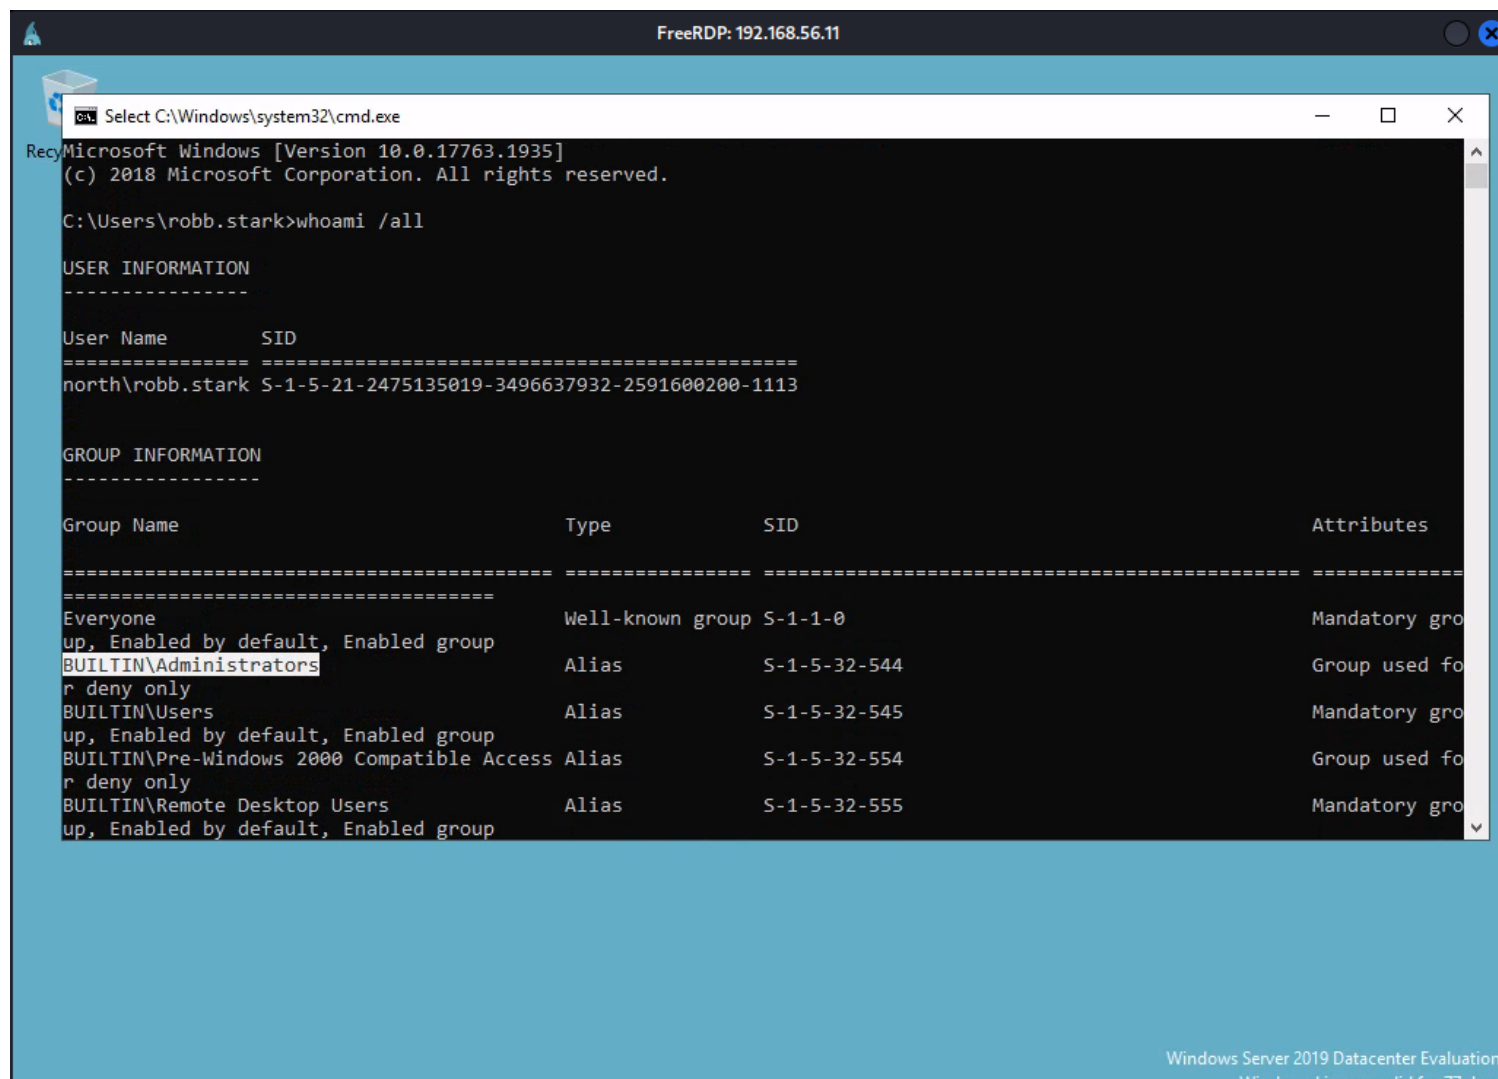 FreeRDP: 192.168.56.11
Select C:\Windows\system32\cmd.exe
Recy
Microsoft Windows [Version 10.0.17763.1935]
(c) 2018 Microsoft Corporation. All rights reserved.
C:\Users\robb.stark>whoami /all
USER INFORMATION
----------------
User Name        SID
================ ==============================================
north\robb.stark S-1-5-21-2475135019-3496637932-2591600200-1113
GROUP INFORMATION
-----------------
Group Name                                 Type             SID                                            Attributes
========================================== ================ ============================================== =============
=====================================
Everyone                                   Well-known group S-1-1-0                                        Mandatory gro
up, Enabled by default, Enabled group
BUILTIN\Administrators                     Alias            S-1-5-32-544                                   Group used fo
r deny only
BUILTIN\Users                              Alias            S-1-5-32-545                                   Mandatory gro
up, Enabled by default, Enabled group
BUILTIN\Pre-Windows 2000 Compatible Access Alias            S-1-5-32-554                                   Group used fo
r deny only
BUILTIN\Remote Desktop Users               Alias            S-1-5-32-555                                   Mandatory gro
up, Enabled by default, Enabled group
Windows Server 2019 Datacenter Evaluation